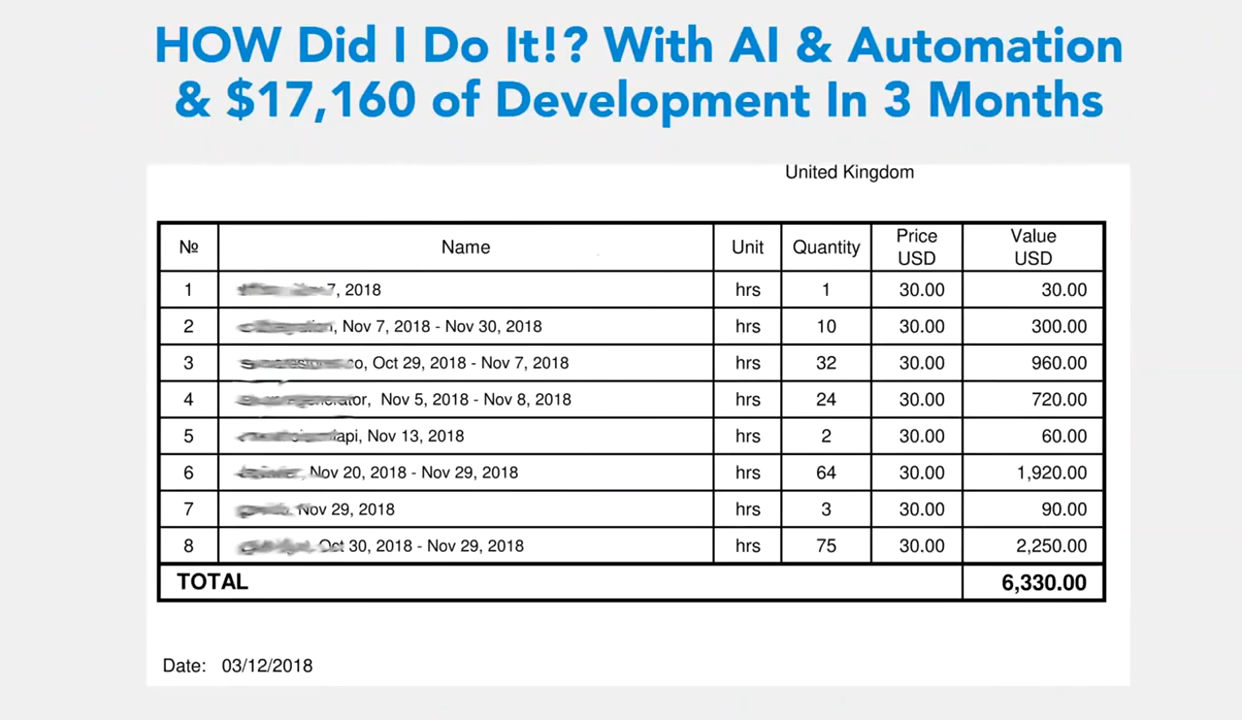 HOW Did I Do It!? With AI & Automation
& $17,160 of Development In 3 Months
United Kingdom
№ Name Unit Quantity Price USD Value USD
1 7, 2018 hrs 1 30.00 30.00
2 , Nov 7, 2018 - Nov 30, 2018 hrs 10 30.00 300.00
3 co, Oct 29, 2018 - Nov 7, 2018 hrs 32 30.00 960.00
4 Nov 5, 2018 - Nov 8, 2018 hrs 24 30.00 720.00
5 api, Nov 13, 2018 hrs 2 30.00 60.00
6 Nov 20, 2018 - Nov 29, 2018 hrs 64 30.00 1,920.00
7 Nov 29, 2018 hrs 3 30.00 90.00
8 Oct 30, 2018 - Nov 29, 2018 hrs 75 30.00 2,250.00
TOTAL 6,330.00
Date: 03/12/2018